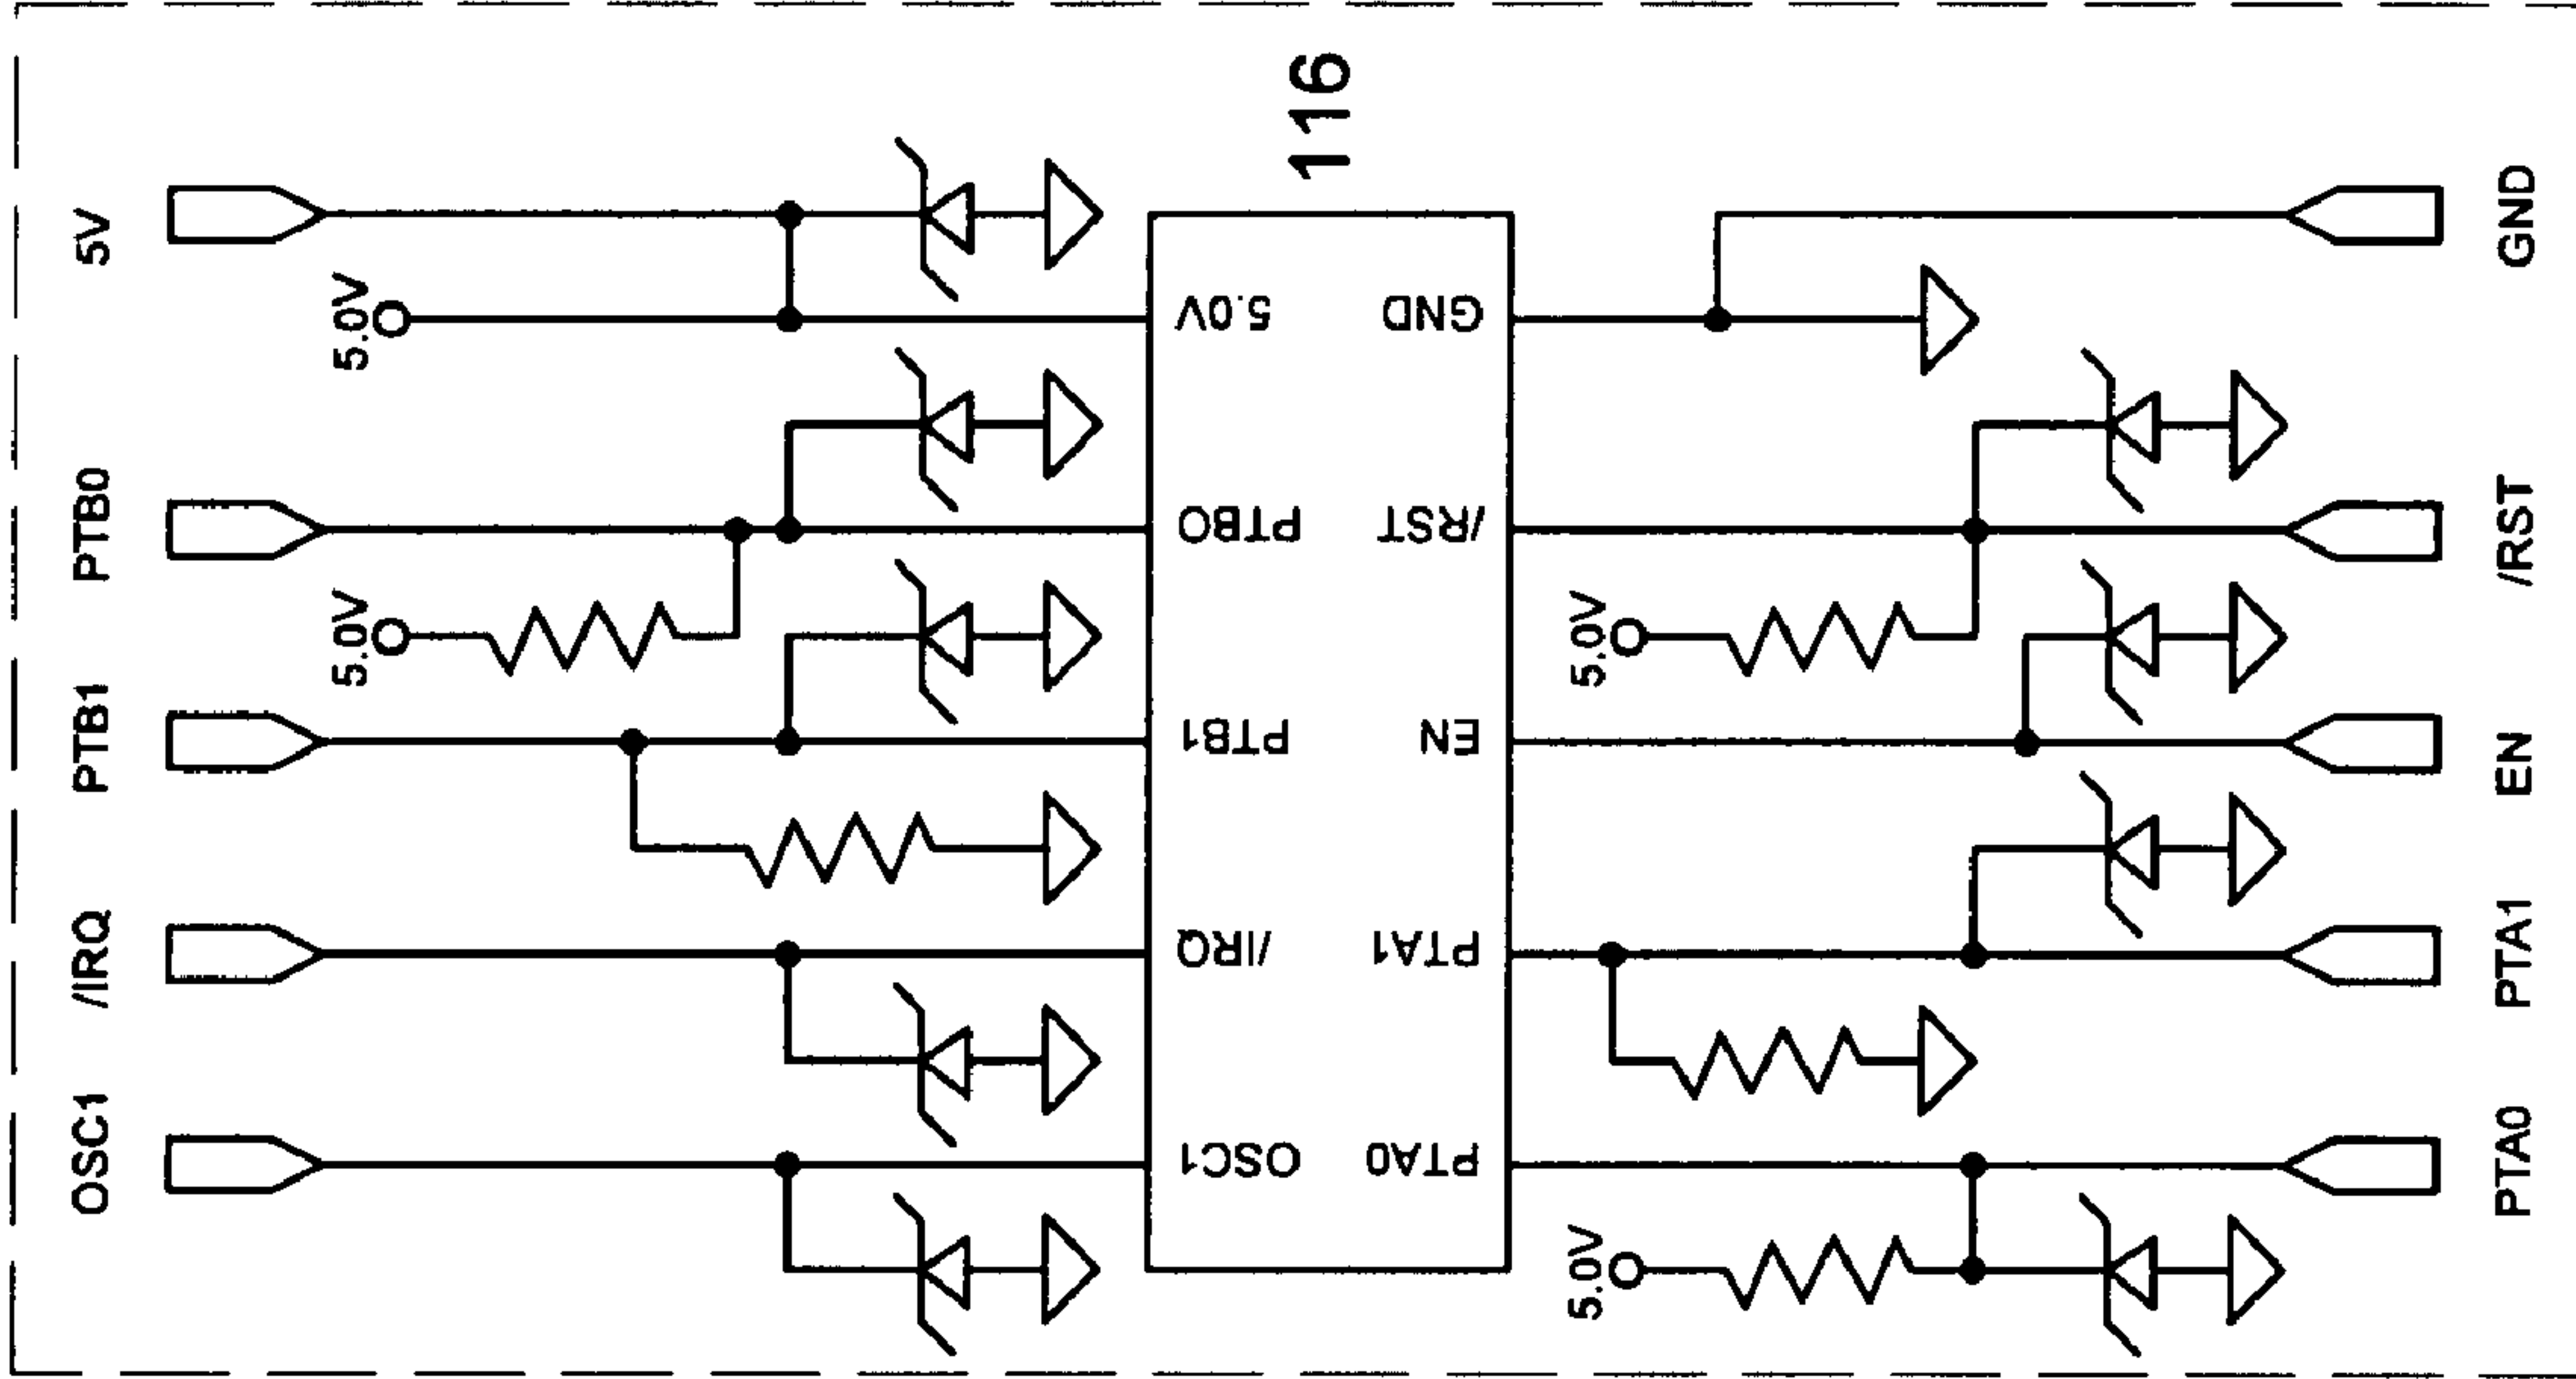 116
5V
5.0V
PTB0
5.0V
PTB1
/IRQ
OSC1
5.0V
PTBO
PTB1
/IRQ
OSC1
GND
/RST
EN
PTA1
PTA0
5.0V
5.0V
GND
/RST
EN
PTA1
PTA0